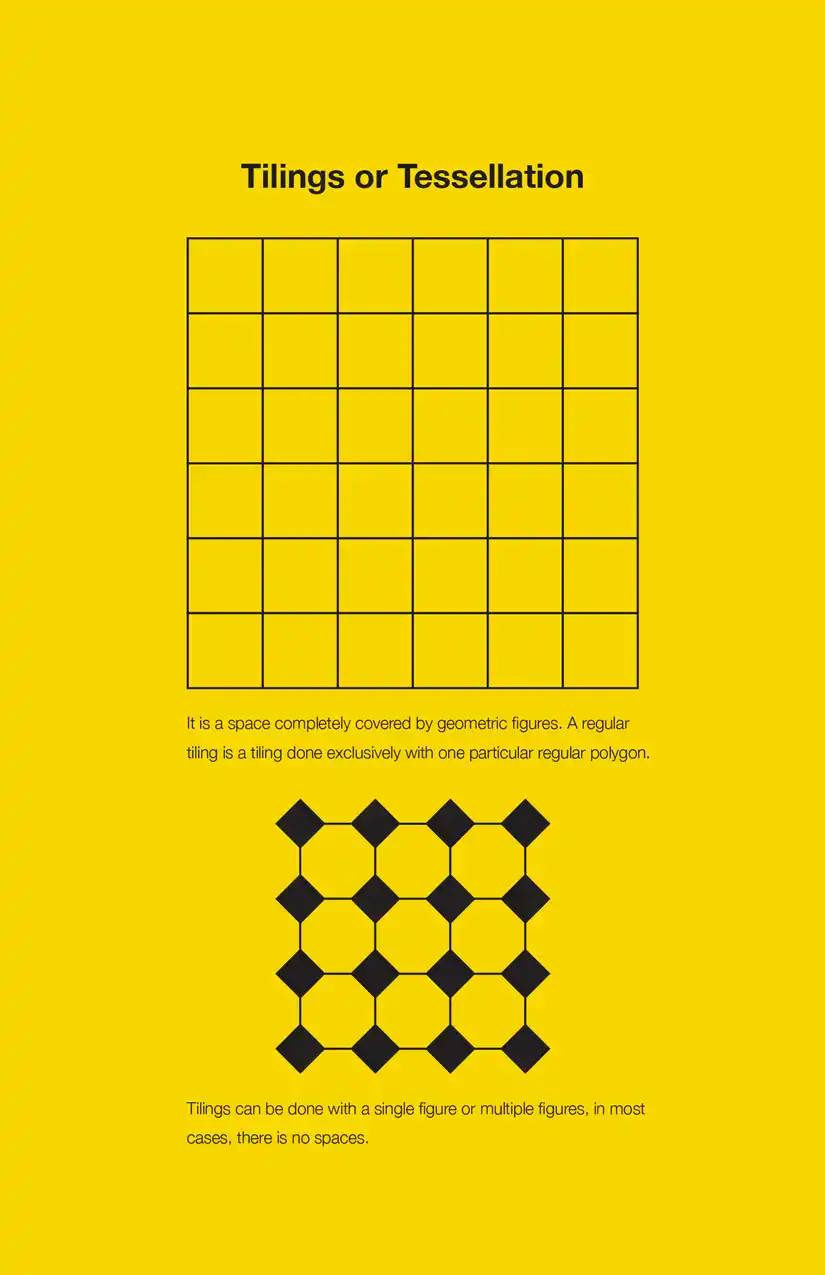 Tilings or Tessellation
It is a space completely covered by geometric figures. A regular
tiling is a tiling done exclusively with one particular regular polygon.
Tilings can be done with a single figure or multiple figures, in most
cases, there is no spaces.